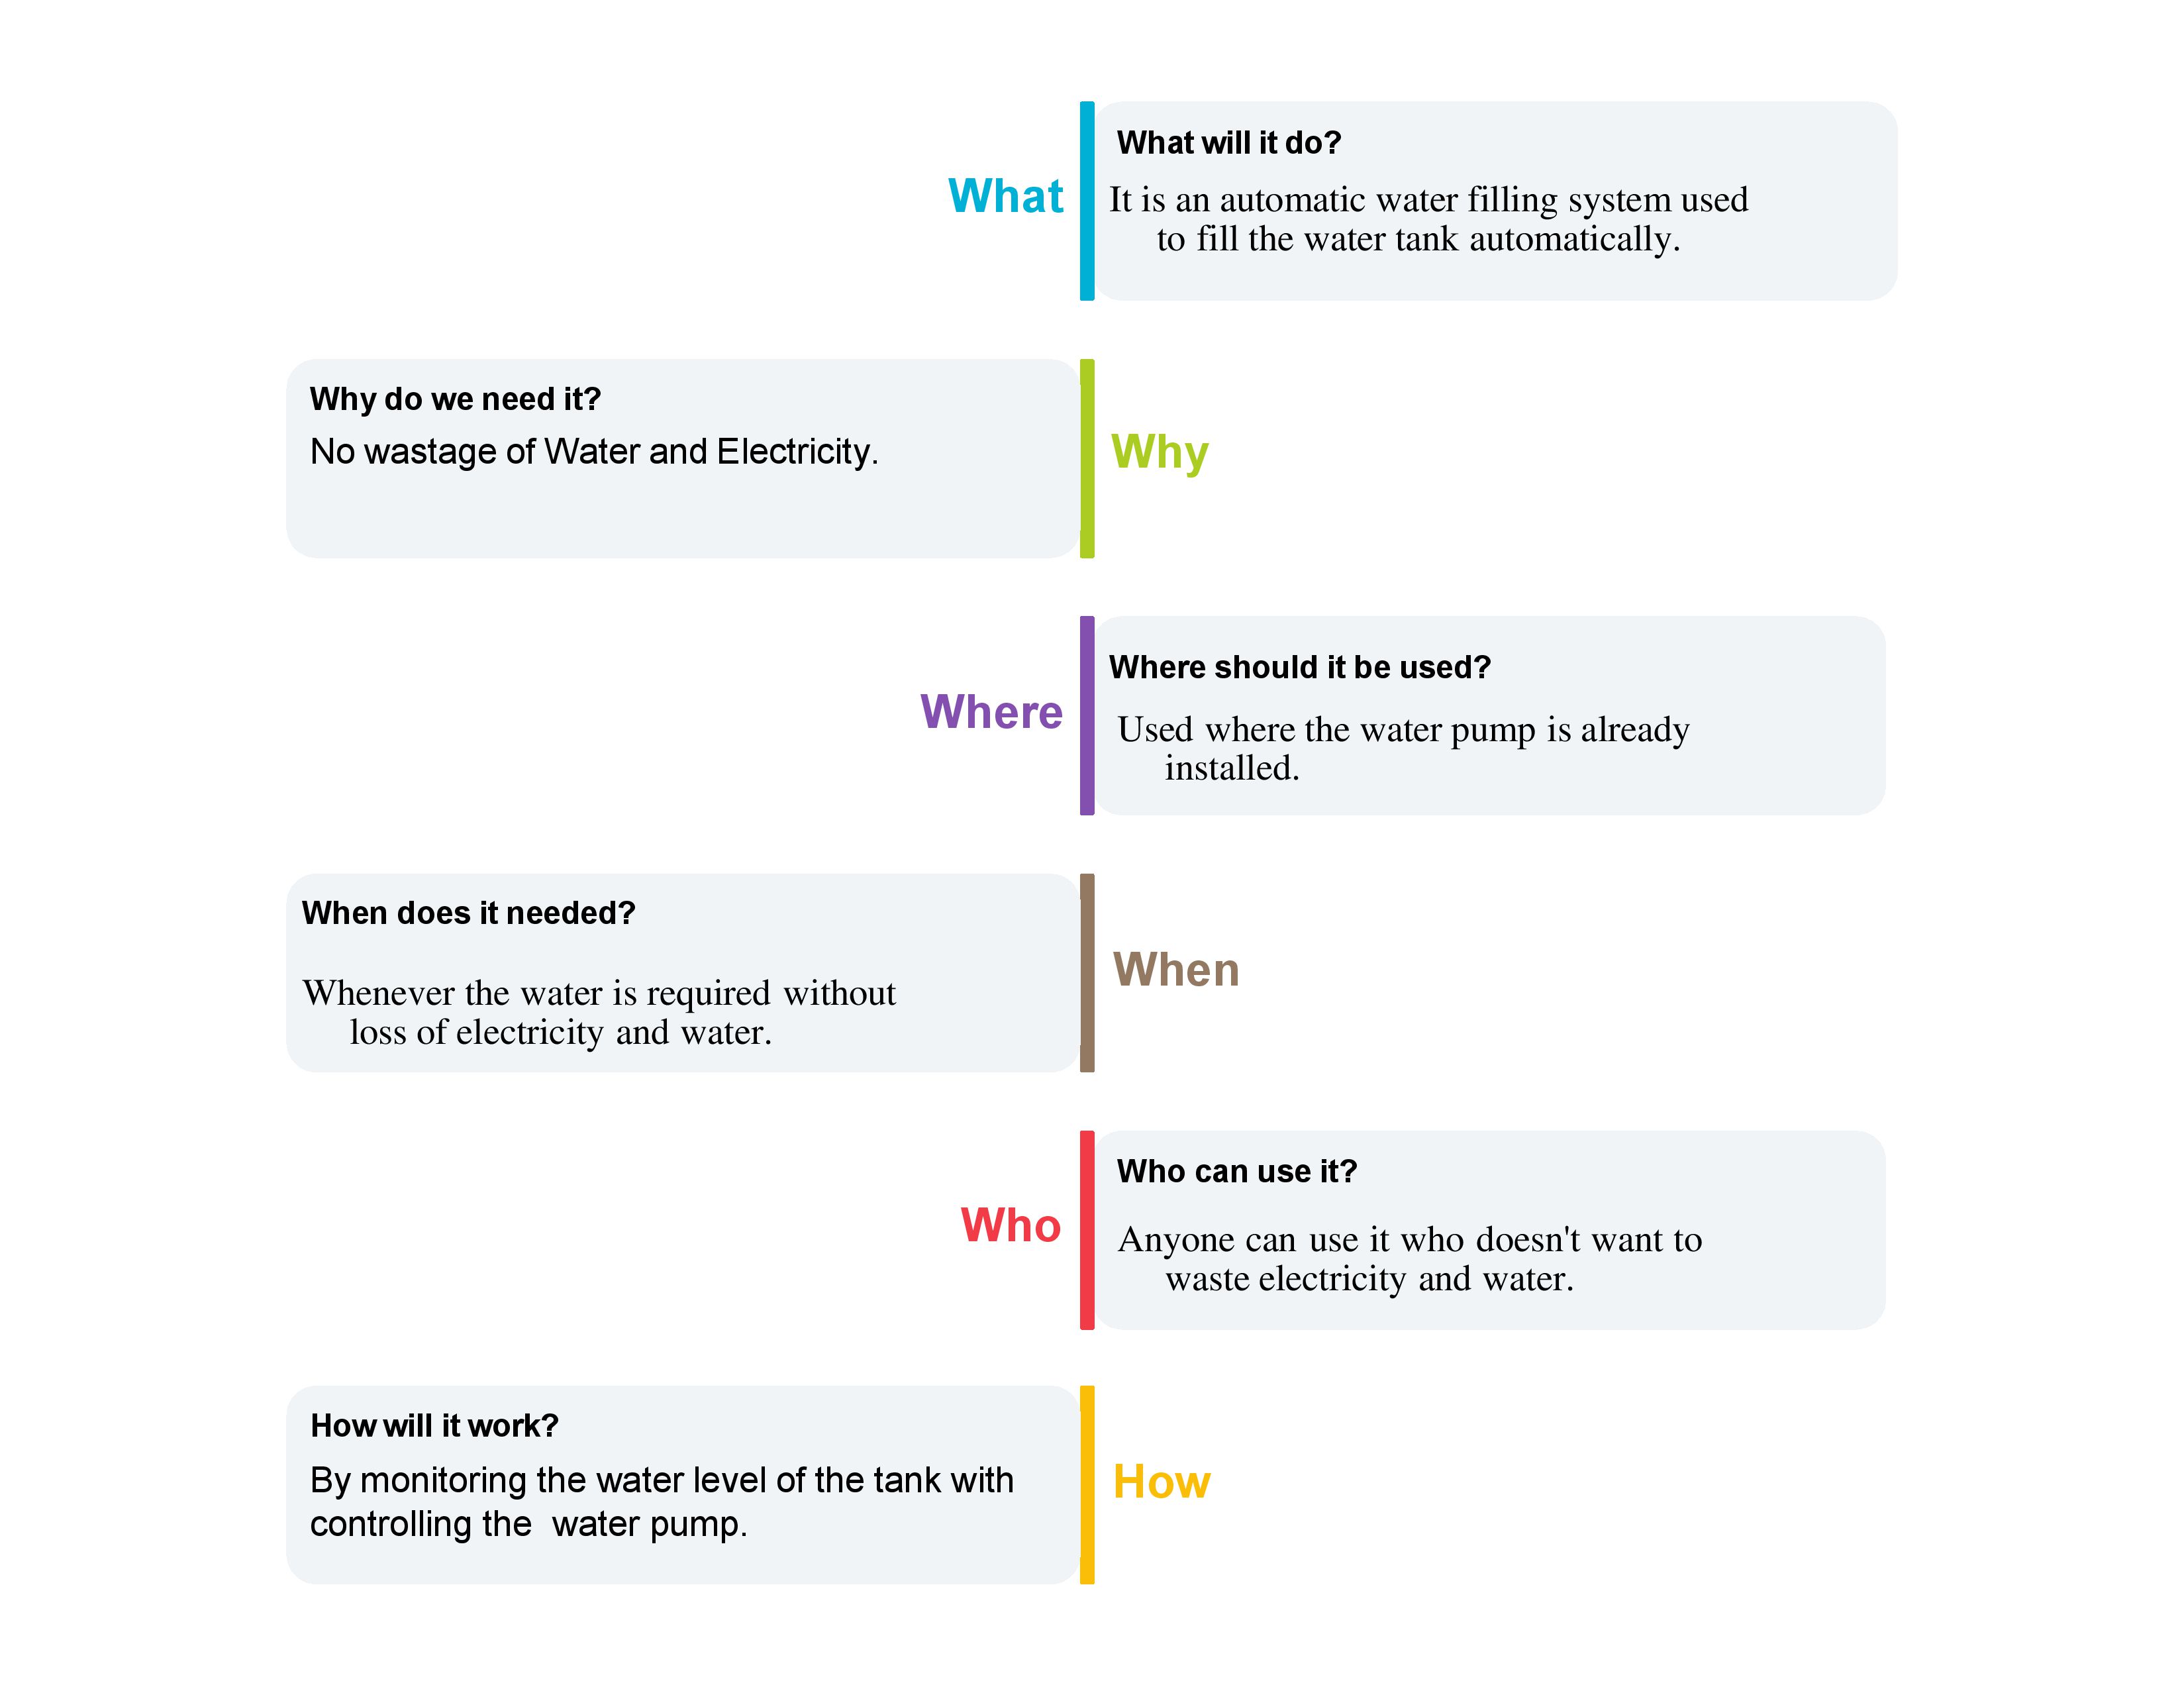 What will it do?
What
It is an automatic water filling system used
to fill the water tank automatically.
Why do we need it?
No wastage of Water and Electricity.
Why
Where should it be used?
Where
Used where the water pump is already
installed.
When does it needed?
When
Whenever the water is required without
loss of electricity and water.
Who can use it?
Who
Anyone can use it who doesn't want to
waste electricity and water.
How will it work?
By monitoring the water level of the tank with
How
controlling the  water pump.